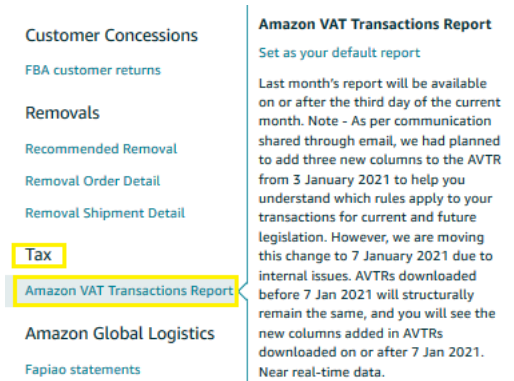 Customer Concessions
FBA customer returns
Removals
Recommended Removal
Removal Order Detail
Removal Shipment Detail
Tax
Amazon VAT Transactions Report
Amazon Global Logistics
Fapiao statements
Amazon VAT Transactions Report
Set as your default report
Last month's report will be available
on or after the third day of the current
month. Note - As per communication
shared through email, we had planned
to add three new columns to the AVTR
from 3 January 2021 to help you
understand which rules apply to your
transactions for current and future
legislation. However, we are moving
this change to 7 January 2021 due to
internal issues. AVTRs downloaded
before 7 Jan 2021 will structurally
remain the same, and you will see the
new columns added in AVTRs
downloaded on or after 7 Jan 2021.
Near real-time data.